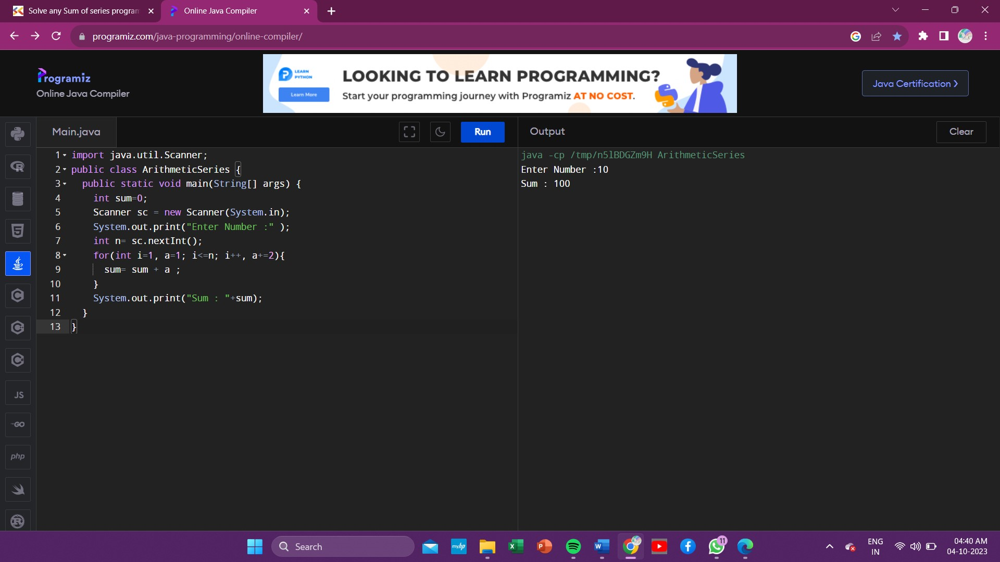 Solve any Sum of series program
Online Java Compiler
programiz.com/java-programming/online-compiler/
Programiz
Online Java Compiler
LEARN
PYTHON
Learn More
LOOKING TO LEARN PROGRAMMING?
Start your programming journey with Programiz AT NO COST.
Java Certification ❯
Main.java
Run
Output
Clear
1 import java.util.Scanner;
2 public class ArithmeticSeries {
3 public static void main(String[] args) {
4 int sum=0;
5 Scanner sc = new Scanner(System.in);
6 System.out.print("Enter Number :" );
7 int n= sc.nextInt();
8 for(int i=1, a=1; i<=n; i++, a+=2){
9 sum= sum + a ;
10 }
11 System.out.print("Sum : "+sum);
12 }
13 }
java -cp /tmp/n5lBDGZm9H ArithmeticSeries
Enter Number :10
Sum : 100
JS
GO
php
Search
myhp
11
ENG
IN
04:40 AM
04-10-2023